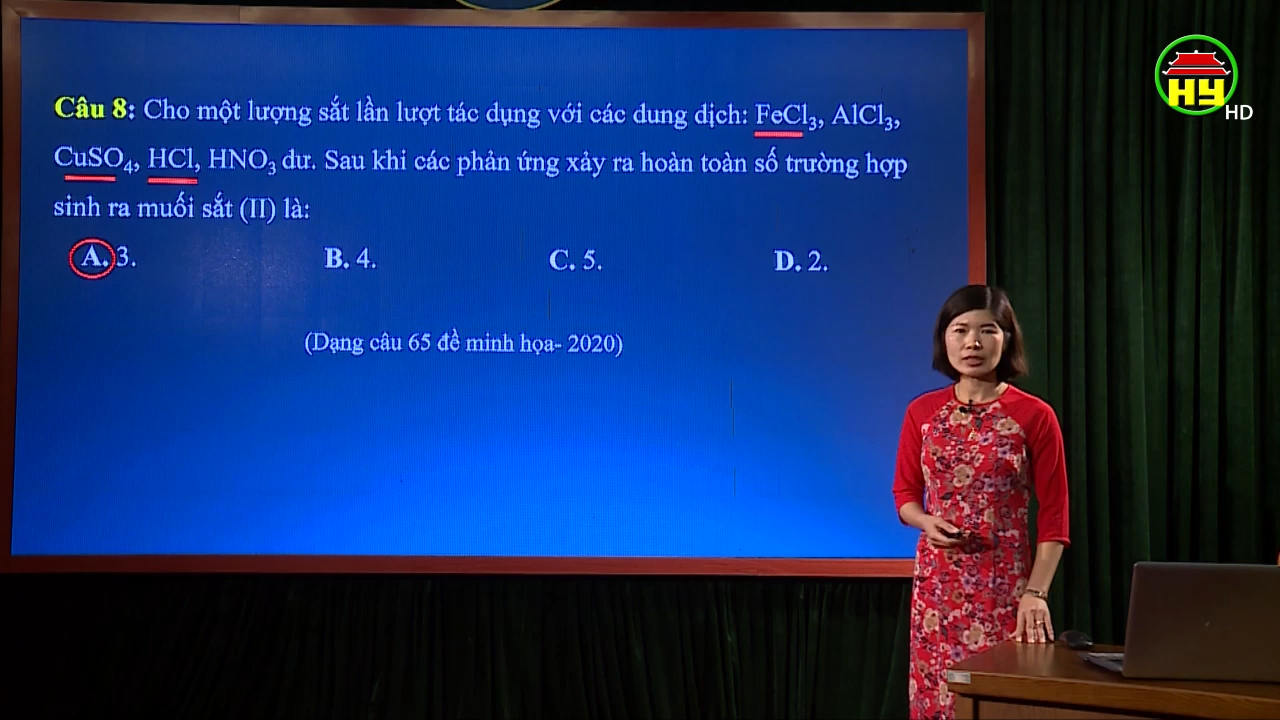 Câu 8: Cho một lượng sắt lần lượt tác dụng với các dung dịch: FeCl₃, AlCl₃,
CuSO₄, HCl, HNO₃ dư. Sau khi các phản ứng xảy ra hoàn toàn số trường hợp
sinh ra muối sắt (II) là:
A. 3. B. 4. C. 5. D. 2.
(Dạng câu 65 đề minh họa- 2020)
HY
HD